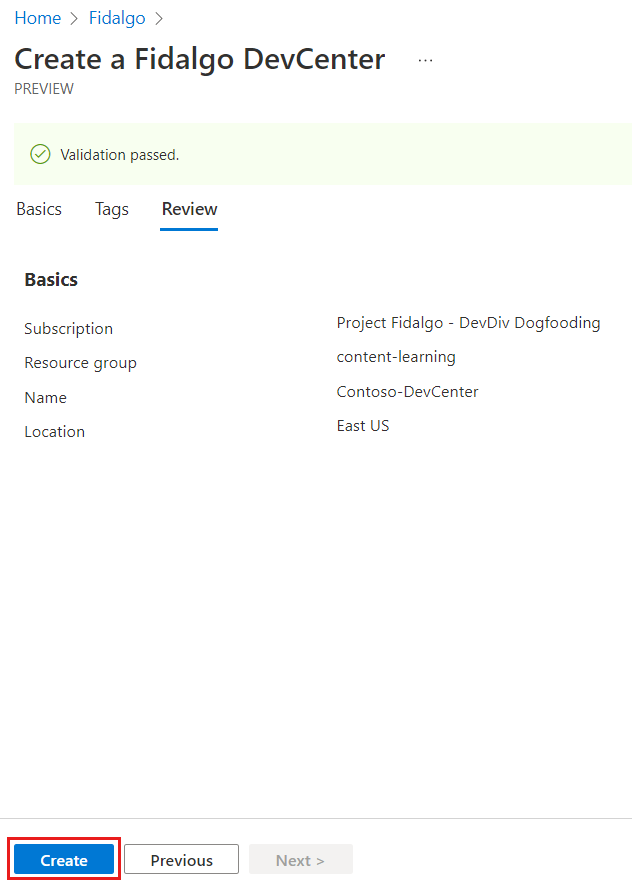 Home > Fidalgo >
Create a Fidalgo DevCenter ...
PREVIEW
Validation passed.
Basics Tags Review
Basics
Subscription Project Fidalgo - DevDiv Dogfooding
Resource group content-learning
Name Contoso-DevCenter
Location East US
Create Previous Next >